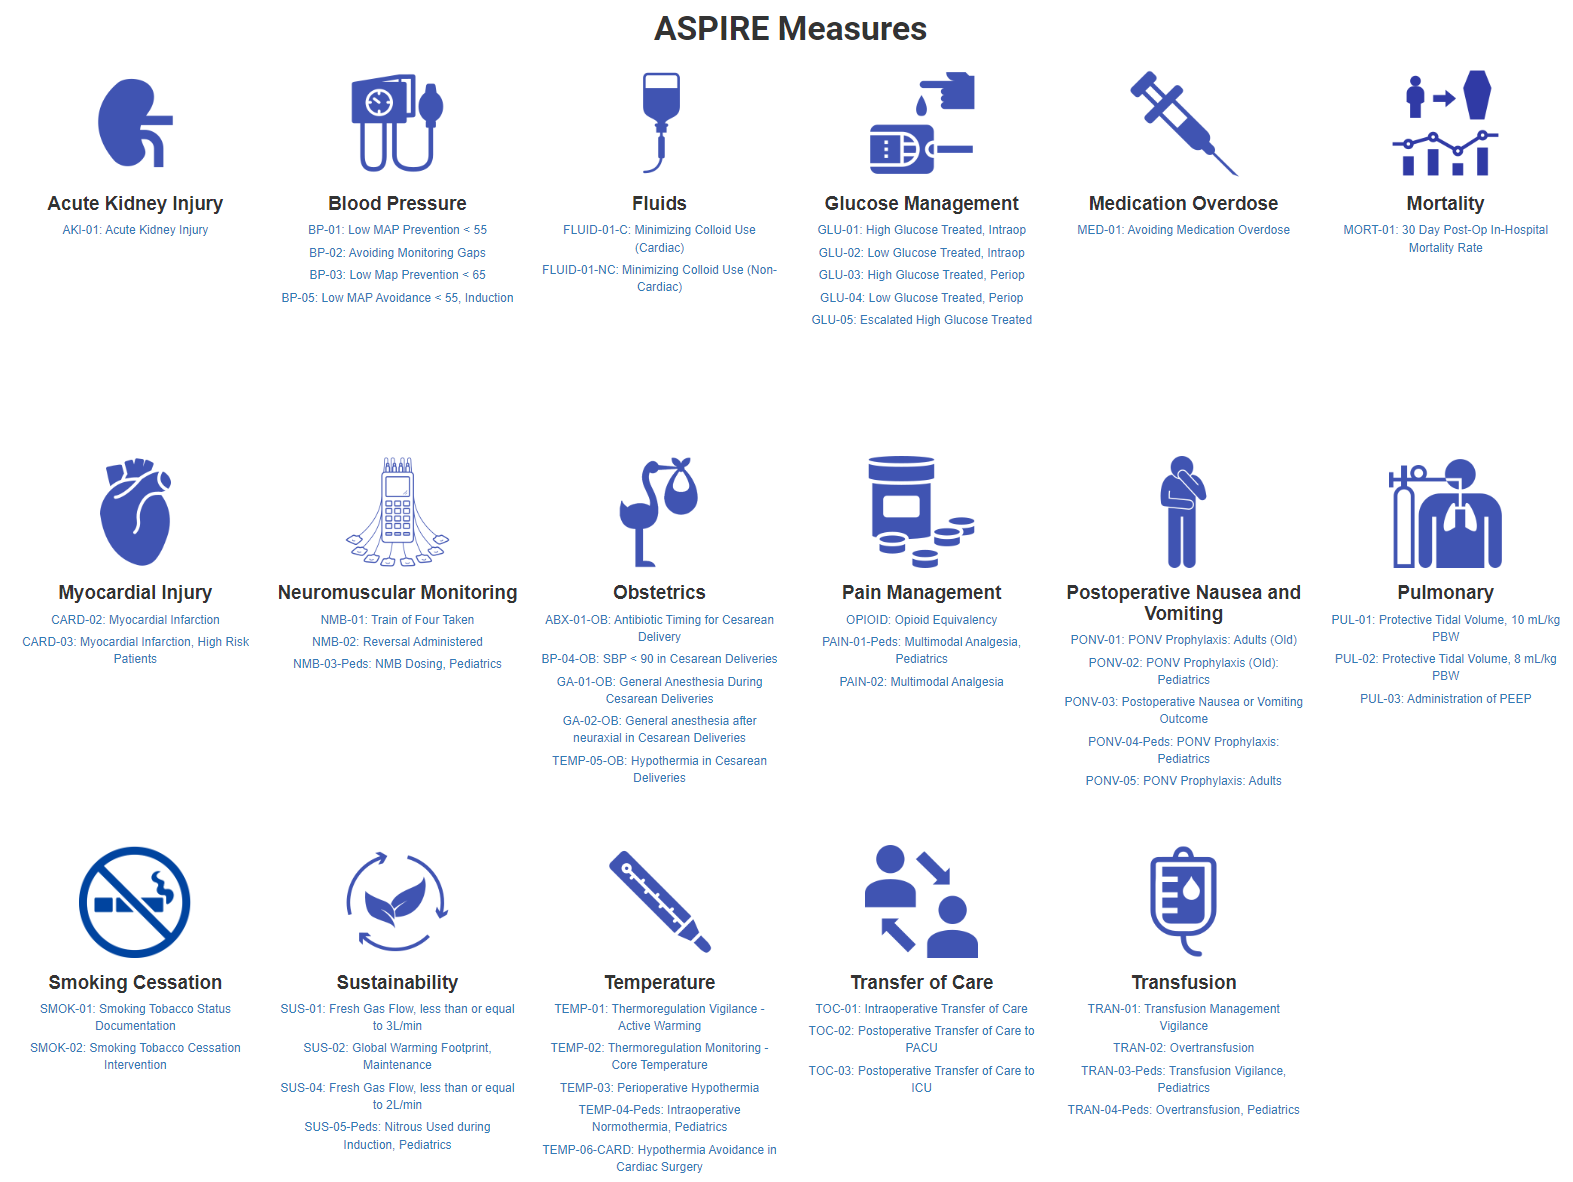 ASPIRE Measures
Acute Kidney Injury
AKI-01: Acute Kidney Injury
Blood Pressure
BP-01: Low MAP Prevention < 55
BP-02: Avoiding Monitoring Gaps
BP-03: Low Map Prevention < 65
BP-05: Low MAP Avoidance < 55, Induction
Fluids
FLUID-01-C: Minimizing Colloid Use
(Cardiac)
FLUID-01-NC: Minimizing Colloid Use (Non-
Cardiac)
Glucose Management
GLU-01: High Glucose Treated, Intraop
GLU-02: Low Glucose Treated, Intraop
GLU-03: High Glucose Treated, Periop
GLU-04: Low Glucose Treated, Periop
GLU-05: Escalated High Glucose Treated
Medication Overdose
MED-01: Avoiding Medication Overdose
Mortality
MORT-01: 30 Day Post-Op In-Hospital
Mortality Rate
Myocardial Injury
CARD-02: Myocardial Infarction
CARD-03: Myocardial Infarction, High Risk
Patients
Neuromuscular Monitoring
NMB-01: Train of Four Taken
NMB-02: Reversal Administered
NMB-03-Peds: NMB Dosing, Pediatrics
Obstetrics
ABX-01-OB: Antibiotic Timing for Cesarean
Delivery
BP-04-OB: SBP < 90 in Cesarean Deliveries
GA-01-OB: General Anesthesia During
Cesarean Deliveries
GA-02-OB: General anesthesia after
neuraxial in Cesarean Deliveries
TEMP-05-OB: Hypothermia in Cesarean
Deliveries
Pain Management
OPIOID: Opioid Equivalency
PAIN-01-Peds: Multimodal Analgesia,
Pediatrics
PAIN-02: Multimodal Analgesia
Postoperative Nausea and
Vomiting
PONV-01: PONV Prophylaxis: Adults (Old)
PONV-02: PONV Prophylaxis (Old):
Pediatrics
PONV-03: Postoperative Nausea or Vomiting
Outcome
PONV-04-Peds: PONV Prophylaxis:
Pediatrics
PONV-05: PONV Prophylaxis: Adults
Pulmonary
PUL-01: Protective Tidal Volume, 10 mL/kg
PBW
PUL-02: Protective Tidal Volume, 8 mL/kg
PBW
PUL-03: Administration of PEEP
Smoking Cessation
SMOK-01: Smoking Tobacco Status
Documentation
SMOK-02: Smoking Tobacco Cessation
Intervention
Sustainability
SUS-01: Fresh Gas Flow, less than or equal
to 3L/min
SUS-02: Global Warming Footprint,
Maintenance
SUS-04: Fresh Gas Flow, less than or equal
to 2L/min
SUS-05-Peds: Nitrous Used during
Induction, Pediatrics
Temperature
TEMP-01: Thermoregulation Vigilance -
Active Warming
TEMP-02: Thermoregulation Monitoring -
Core Temperature
TEMP-03: Perioperative Hypothermia
TEMP-04-Peds: Intraoperative
Normothermia, Pediatrics
TEMP-06-CARD: Hypothermia Avoidance in
Cardiac Surgery
Transfer of Care
TOC-01: Intraoperative Transfer of Care
TOC-02: Postoperative Transfer of Care to
PACU
TOC-03: Postoperative Transfer of Care to
ICU
Transfusion
TRAN-01: Transfusion Management
Vigilance
TRAN-02: Overtransfusion
TRAN-03-Peds: Transfusion Vigilance,
Pediatrics
TRAN-04-Peds: Overtransfusion, Pediatrics